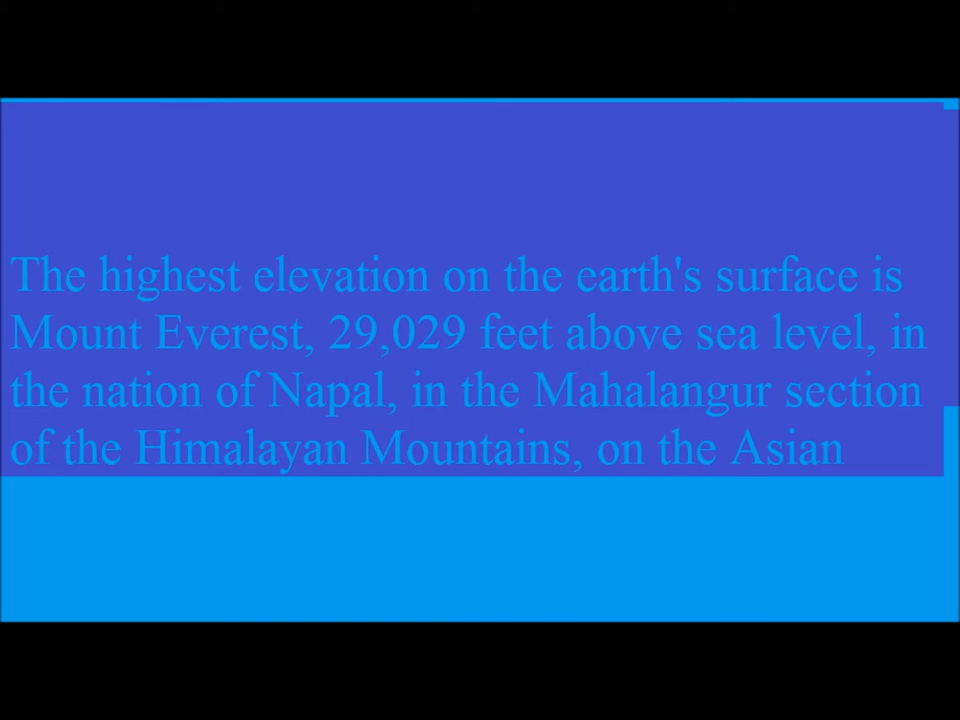 The highest elevation on the earth's surface is
Mount Everest, 29,029 feet above sea level, in
the nation of Napal, in the Mahalangur section
of the Himalayan Mountains, on the Asian